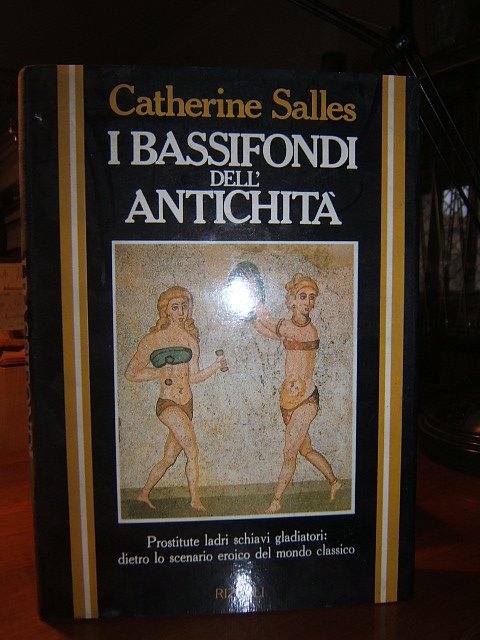 Catherine Salles
I BASSIFONDI
DELL'
ANTICHITÀ
Prostitute ladri schiavi gladiatori:
dietro lo scenario eroico del mondo classico